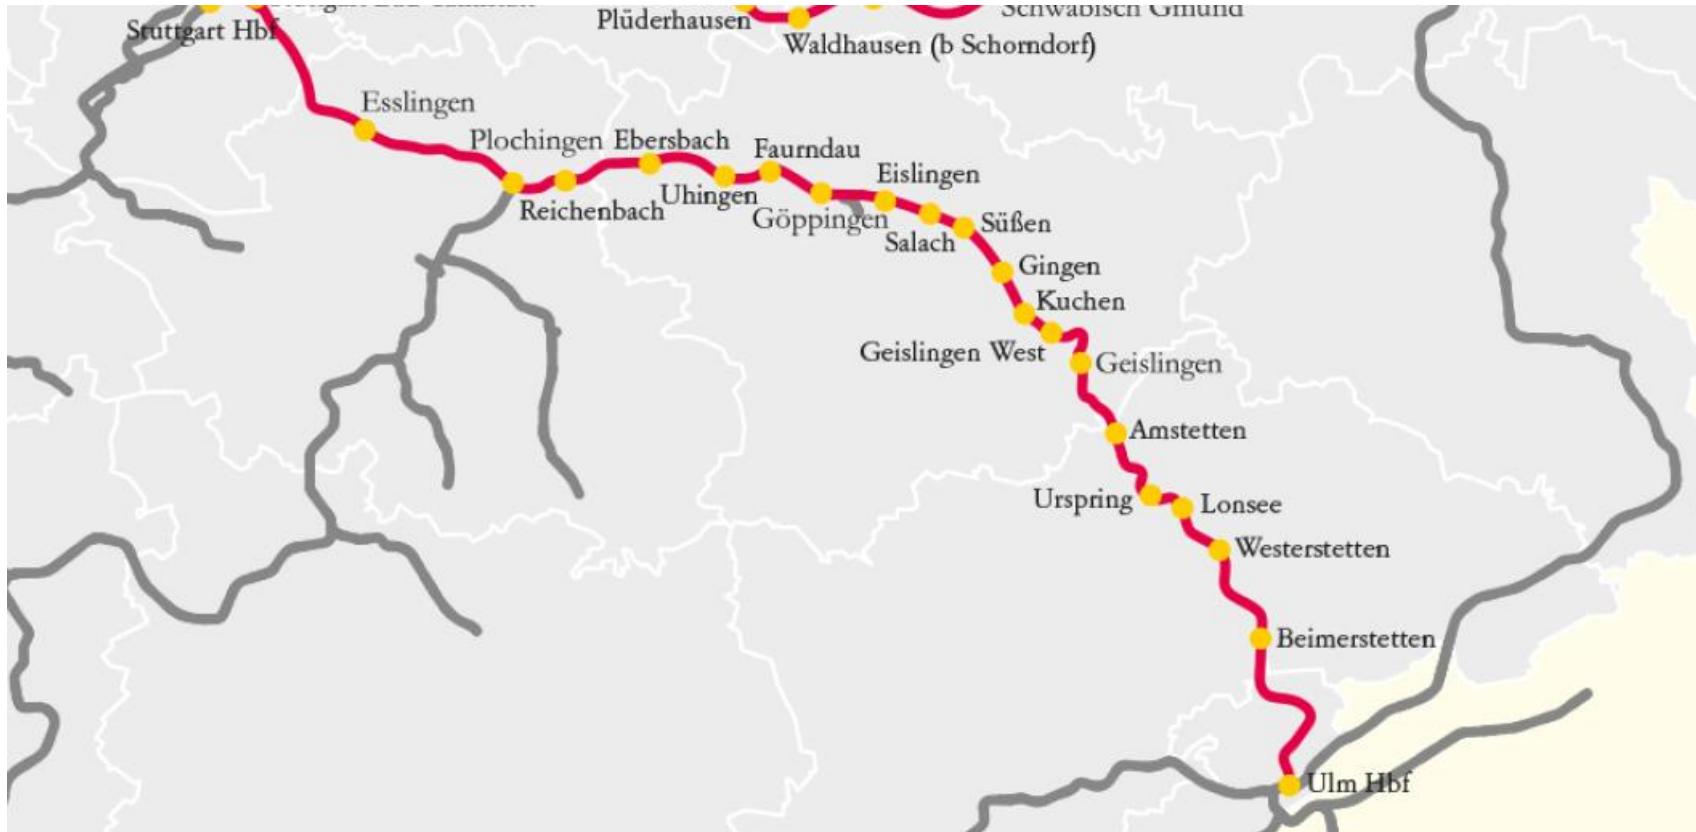 Schwäbisch Gmünd
Plüderhausen
Stuttgart Hbf
Waldhausen (b Schorndorf)
Esslingen
Plochingen
Ebersbach
Faurndau
Eislingen
Uhingen
Reichenbach
Göppingen
Süßen
Salach
Gingen
Kuchen
Geislingen West
Geislingen
Amstetten
Urspring
Lonsee
Westerstetten
Beimerstetten
Ulm Hbf